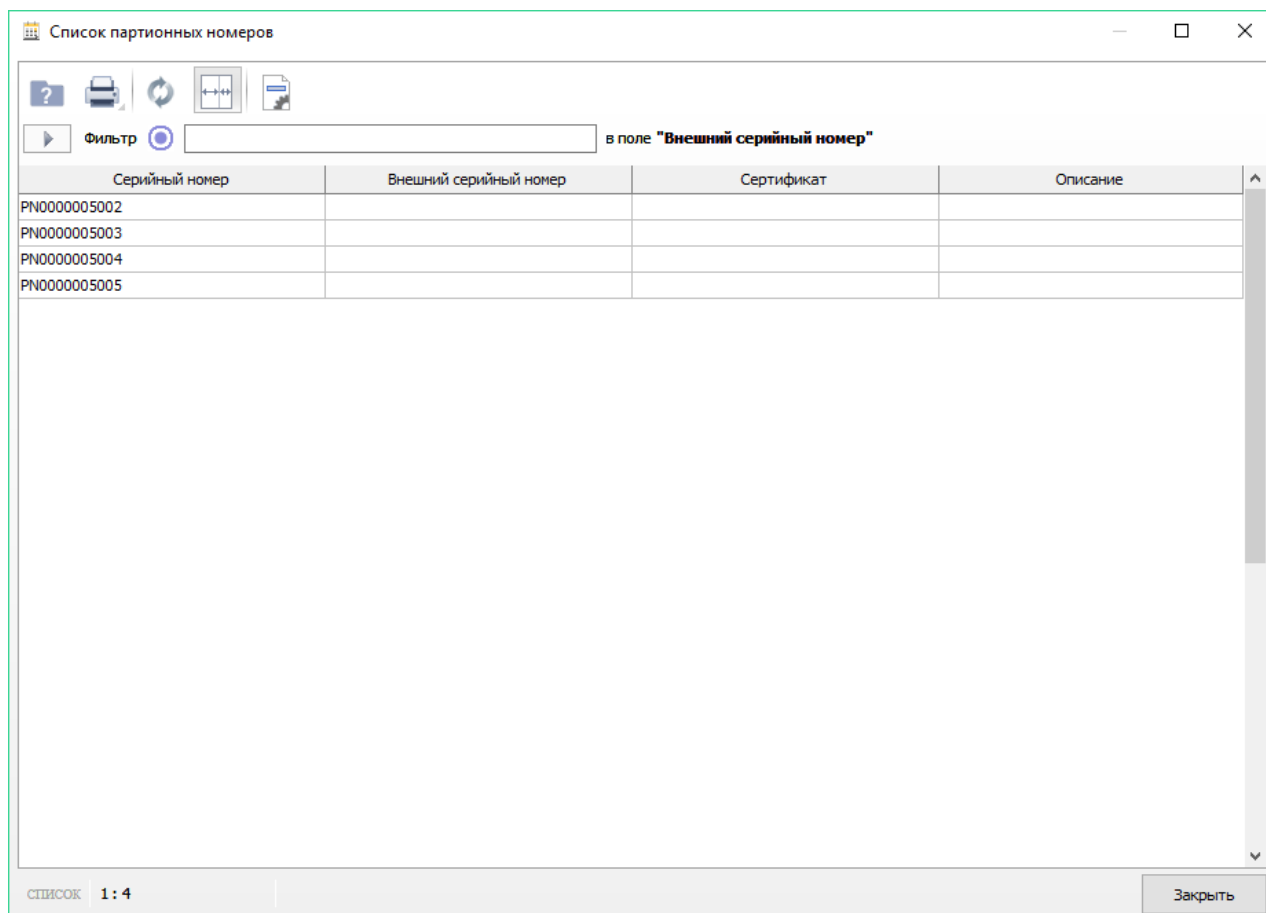 Список партионных номеров
?
Фильтр в поле "Внешний серийный номер"
Серийный номер Внешний серийный номер Сертификат Описание
PN0000005002
PN0000005003
PN0000005004
PN0000005005
СПИСОК 1:4 Закрыть